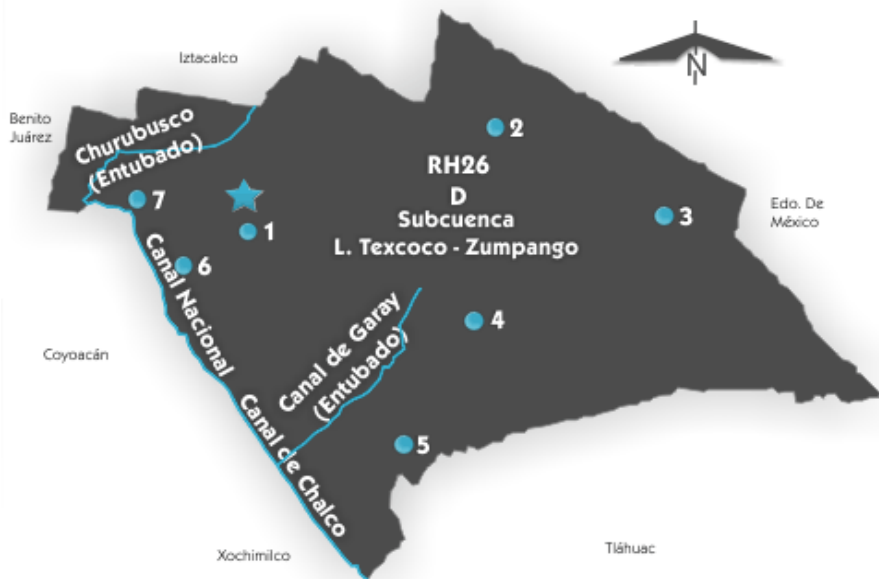 Iztacalco
N
Benito
Juárez
Churubusco
(Entubado)
2
RH26
D
Subcuenca
L. Texcoco - Zumpango
7
1
3
Edo. De
México
6
Canal Nacional
4
Canal de Garay
(Entubado)
Coyoacán
Canal de Chalco
5
Xochimilco
Tláhuac